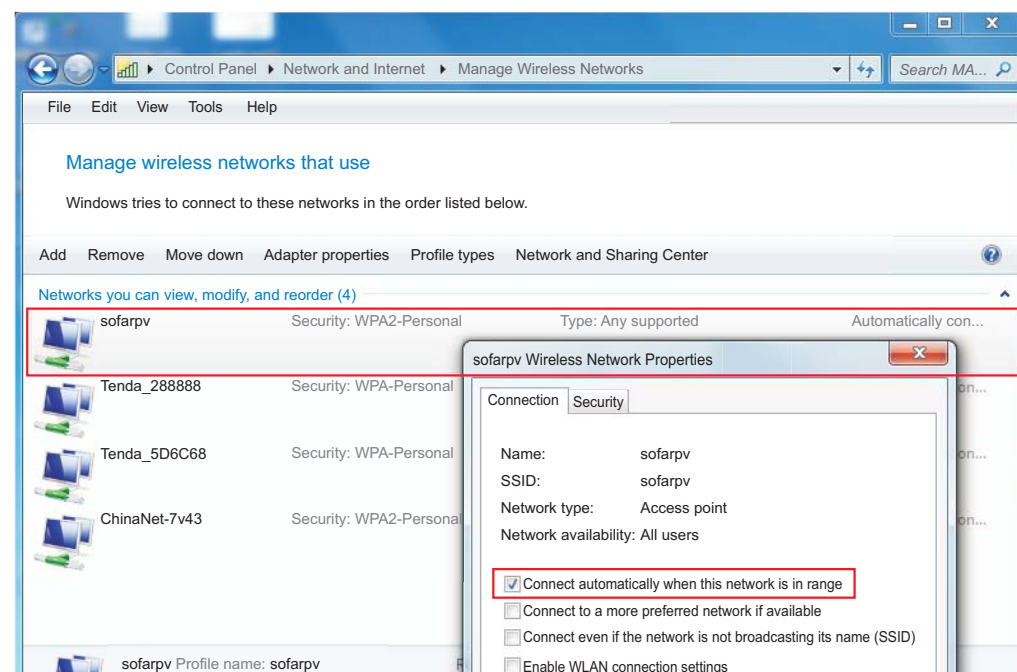 Control Panel Network and Internet Manage Wireless Networks Search MA...
File Edit View Tools Help
Manage wireless networks that use
Windows tries to connect to these networks in the order listed below.
Add Remove Move down Adapter properties Profile types Network and Sharing Center
Networks you can view, modify, and reorder (4)
sofarpv Security: WPA2-Personal Type: Any supported Automatically con...
sofarpv Wireless Network Properties
Tenda_288888 Security: WPA-Personal on...
Connection Security
Tenda_5D6C68 Security: WPA-Personal on...
Name: sofarpv
SSID: sofarpv
Network type: Access point
ChinaNet-7v43 Security: WPA2-Personal on...
Network availability: All users
Connect automatically when this network is in range
Connect to a more preferred network if available
Connect even if the network is not broadcasting its name (SSID)
sofarpv Profile name: sofarpv
Enable WLAN connection settings